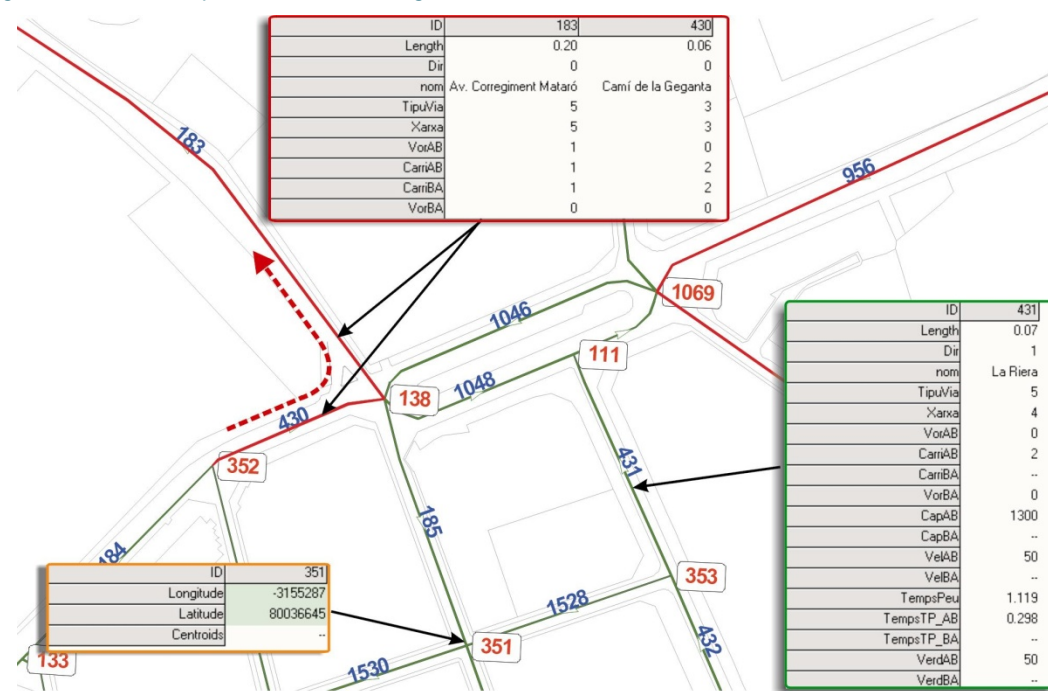 ID 183 430
Length 0.20 0.06
Dir 0 0
nom Av. Corregiment Mataró Camí de la Geganta
TipuVia 5 3
Xarxa 5 3
VorAB 1 0
CarriAB 1 2
CarriBA 1 2
VorBA 0 0
183
956
1069
1046
111
1048
138
430
352
431
185
184
353
1528
351
432
1530
133
ID 431
Length 0.07
Dir 1
nom La Riera
TipuVia 5
Xarxa 4
VorAB 0
CarriAB 2
CarriBA --
VorBA 0
CapAB 1300
CapBA --
VelAB 50
VelBA --
TempsPeu 1.119
TempsTP_AB 0.298
TempsTP_BA --
VerdAB 50
VerdBA --
ID 351
Longitude -3155287
Latitude 80036645
Centroids --